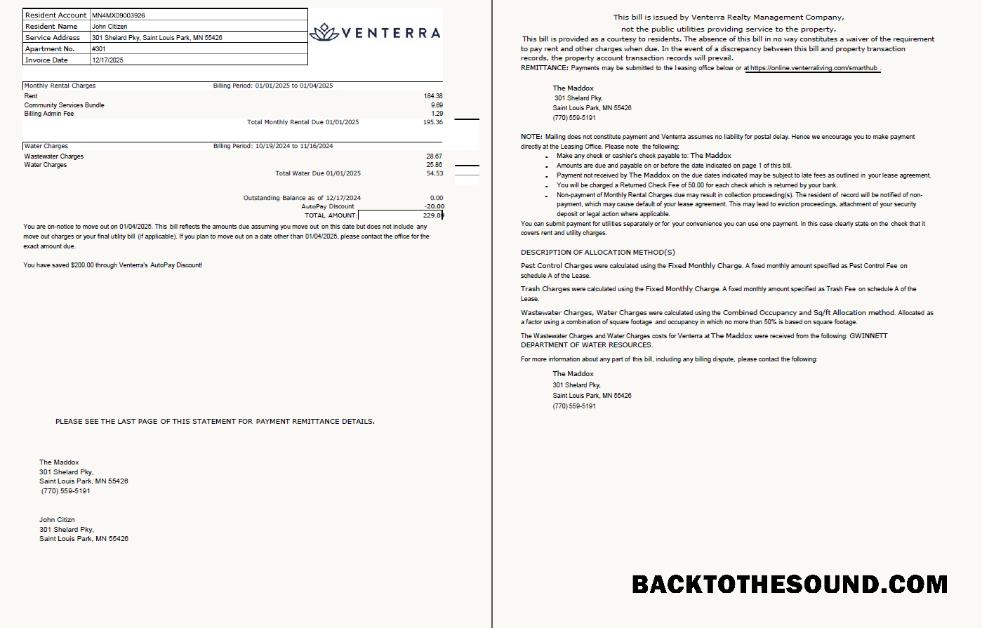 Resident Account MN4MX09003926
Resident Name John Citizen
Service Address 301 Shelard Pky, Saint Louis Park, MN 55426
Apartment No. #301
Invoice Date 12/17/2025
VENTERRA
Monthly Rental Charges Billing Period: 01/01/2025 to 01/04/2025
Rent 184.38
Community Services Bundle 9.69
Billing Admin Fee 1.29
Total Monthly Rental Due 01/01/2025 195.36
Water Charges Billing Period: 10/19/2024 to 11/16/2024
Wastewater Charges 28.67
Water Charges 25.86
Total Water Due 01/01/2025 54.53
Outstanding Balance as of 12/17/2024 0.00
AutoPay Discount -20.00
TOTAL AMOUNT 229.89
You are on-notice to move out on 01/04/2026. This bill reflects the amounts due assuming you move out on this date but does not include any
move out charges or your final utility bill (if applicable). If you plan to move out on a date other than 01/04/2026, please contact the office for the
exact amount due.
You have saved $200.00 through Venterra's AutoPay Discount!
PLEASE SEE THE LAST PAGE OF THIS STATEMENT FOR PAYMENT REMITTANCE DETAILS.
The Maddox
301 Shelard Pky,
Saint Louis Park, MN 55426
(770) 559-5191
John Citizn
301 Shelard Pky,
Saint Louis Park, MN 55426
This bill is issued by Venterra Realty Management Company,
not the public utilities providing service to the property.
This bill is provided as a courtesy to residents. The absence of this bill in no way constitutes a waiver of the requirement
to pay rent and other charges when due. In the event of a discrepancy between this bill and property transaction
records, the property account transaction records will prevail.
REMITTANCE: Payments may be submitted to the leasing office below or at https://online.venterraliving.com/smarthub .
The Maddox
301 Shelard Pky,
Saint Louis Park, MN 55426
(770) 559-5191
NOTE: Mailing does not constitute payment and Venterra assumes no liability for postal delay. Hence we encourage you to make payment
directly at the Leasing Office. Please note the following:
• Make any check or cashier's check payable to: The Maddox
• Amounts are due and payable on or before the date indicated on page 1 of this bill.
• Payment not received by The Maddox on the due dates indicated may be subject to late fees as outlined in your lease agreement.
• You will be charged a Returned Check Fee of 50.00 for each check which is returned by your bank.
• Non-payment of Monthly Rental Charges due may result in collection proceeding(s). The resident of record will be notified of non-
payment, which may cause default of your lease agreement. This may lead to eviction proceedings, attachment of your security
deposit or legal action where applicable.
You can submit payment for utilities separately or for your convenience you can use one payment. In this case clearly state on the check that it
covers rent and utility charges.
DESCRIPTION OF ALLOCATION METHOD(S)
Pest Control Charges were calculated using the Fixed Monthly Charge. A fixed monthly amount specified as Pest Control Fee on
schedule A of the Lease.
Trash Charges were calculated using the Fixed Monthly Charge. A fixed monthly amount specified as Trash Fee on schedule A of the
Lease.
Wastewater Charges, Water Charges were calculated using the Combined Occupancy and Sq/ft Allocation method. Allocated as
a factor using a combination of square footage and occupancy in which no more than 50% is based on square footage.
The Wastewater Charges and Water Charges costs for Venterra at The Maddox were received from the following: GWINNETT
DEPARTMENT OF WATER RESOURCES.
For more information about any part of this bill, including any billing dispute, please contact the following:
The Maddox
301 Shelard Pky,
Saint Louis Park, MN 55426
(770) 559-5191
BACKTOTHESOUND.COM